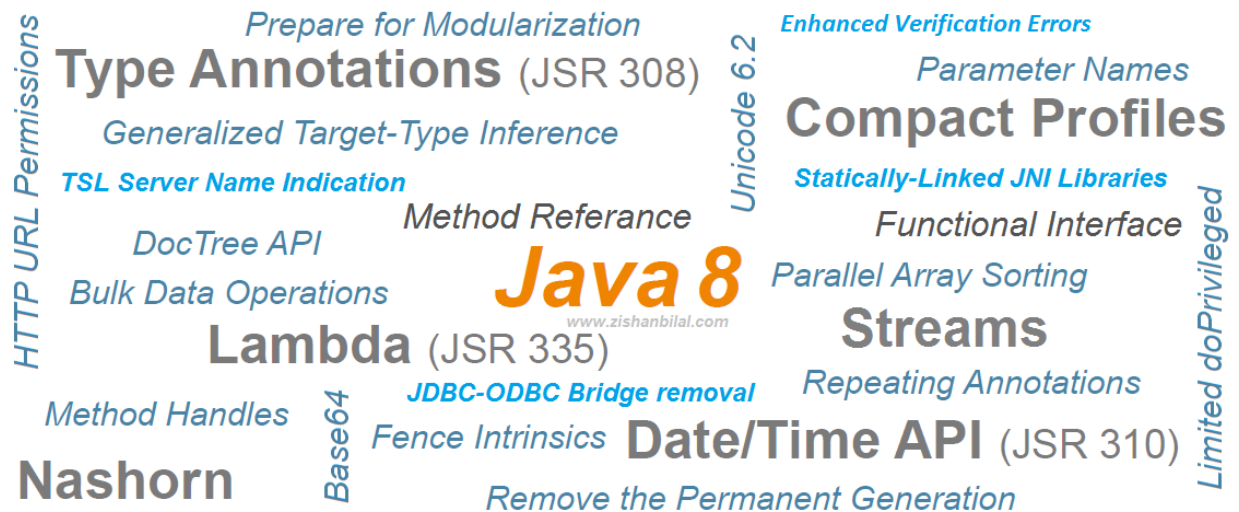 HTTP URL Permissions
Prepare for Modularization
Enhanced Verification Errors
Type Annotations (JSR 308)
Unicode 6.2
Parameter Names
Compact Profiles
Generalized Target-Type Inference
TSL Server Name Indication
Statically-Linked JNI Libraries
Method Referance
Functional Interface
DocTree API
Java 8
Parallel Array Sorting
Limited doPrivileged
Bulk Data Operations
www.zishanbilal.com
Streams
Lambda (JSR 335)
JDBC-ODBC Bridge removal
Repeating Annotations
Method Handles
Base64
Fence Intrinsics
Date/Time API (JSR 310)
Nashorn
Remove the Permanent Generation